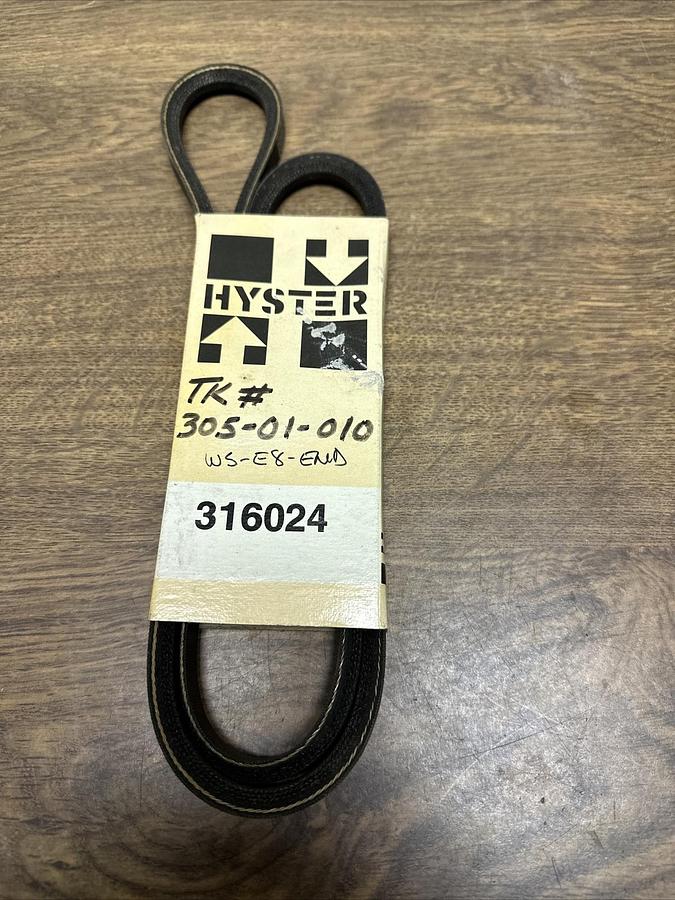 HYSTER
TK#
305-01-010
WS-E8-END
316024